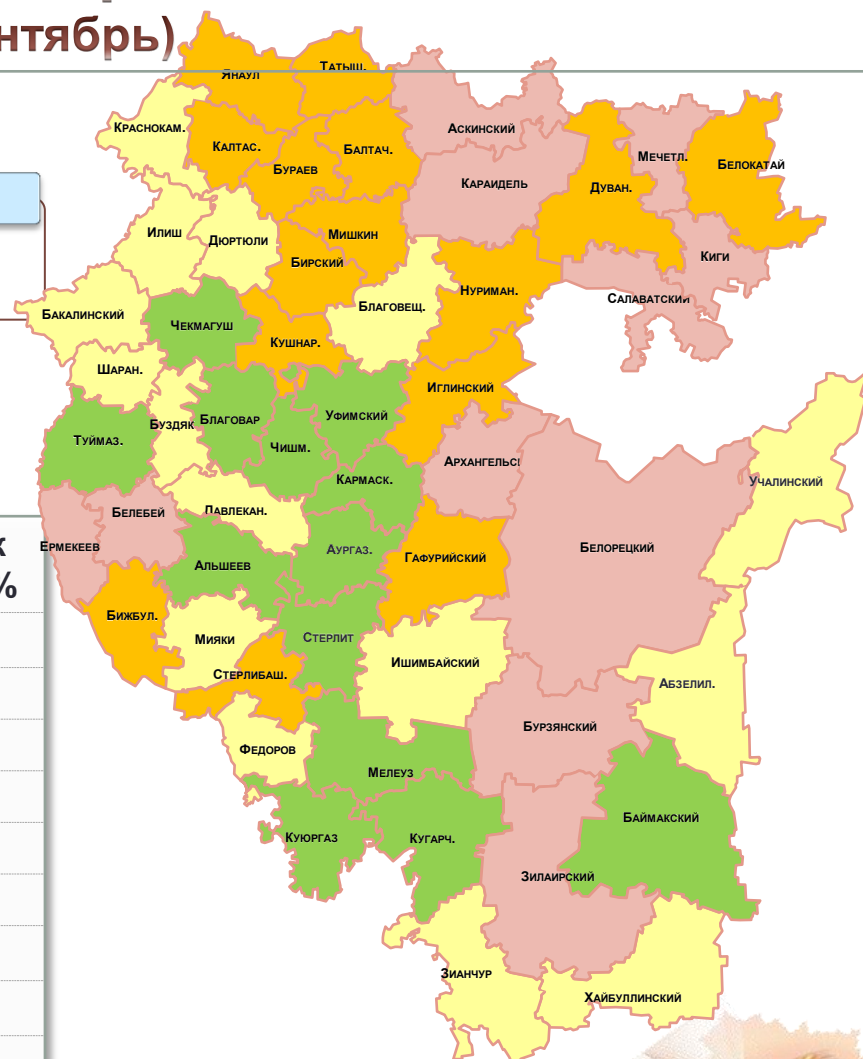 нтябрь)
Янаул
Татыш.
Краснокам.
Калтас.
Бураев
Балтач.
Аскинский
Караидель
Мечетл.
Белокатай
Дуван.
Илиш
Дюртюли
Мишкин
Бирский
Киги
Нуриман.
Салаватский
Благовещ.
Бакалинский
Чекмагуш
Кушнар.
Шаран.
Иглинский
Буздяк
Благовар
Уфимский
Туймаз.
Чишм.
Архангельс
Кармаск.
Учалинский
Белебей
Давлекан.
к
Ермекеев
Аургаз.
Гафурийский
Белорецкий
Альшеев
%
Бижбул.
Мияки
Стерлит
Ишимбайский
Стерлибаш.
Абзелил.
Бурзянский
Федоров
Мелеуз
Баймакский
Куюргаз
Кугарч.
Зилаирский
Зианчур
Хайбуллинский